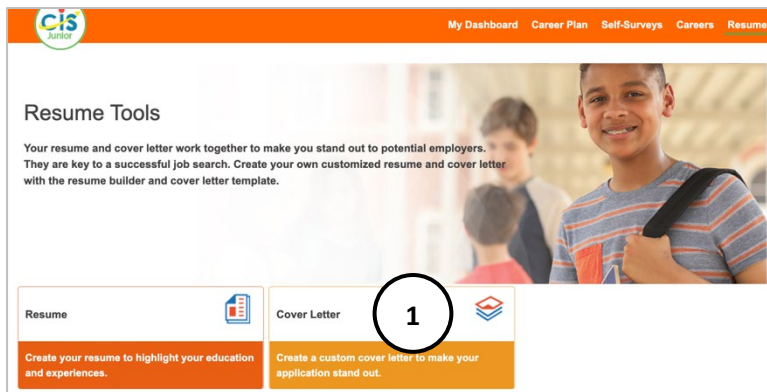 CiS
Junior
My Dashboard Career Plan Self-Surveys Careers Resume
Resume Tools
Your resume and cover letter work together to make you stand out to potential employers.
They are key to a successful job search. Create your own customized resume and cover letter
with the resume builder and cover letter template.
Resume
Cover Letter
1
Create your resume to highlight your education
and experiences.
Create a custom cover letter to make your
application stand out.